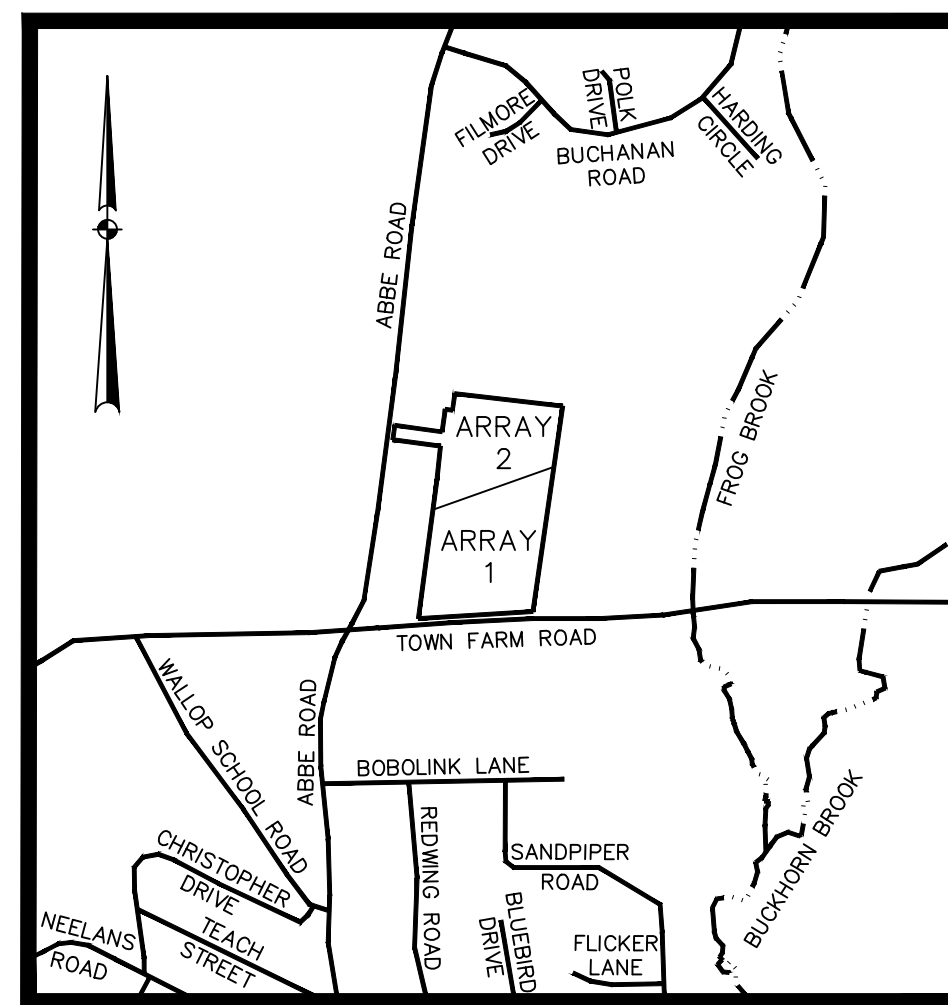 FILMORE
DRIVE
POLK
DRIVE
HARDING
CIRCLE
BUCHANAN
ROAD
ABBE ROAD
FROG BROOK
ARRAY
2
ARRAY
1
TOWN FARM ROAD
WALLOP SCHOOL ROAD
ABBE ROAD
BOBOLINK LANE
REDWING ROAD
SANDPIPER
ROAD
BUCKHORN BROOK
CHRISTOPHER
DRIVE
TEACH
STREET
NEELANS
ROAD
BLUEBIRD
DRIVE
FLICKER
LANE